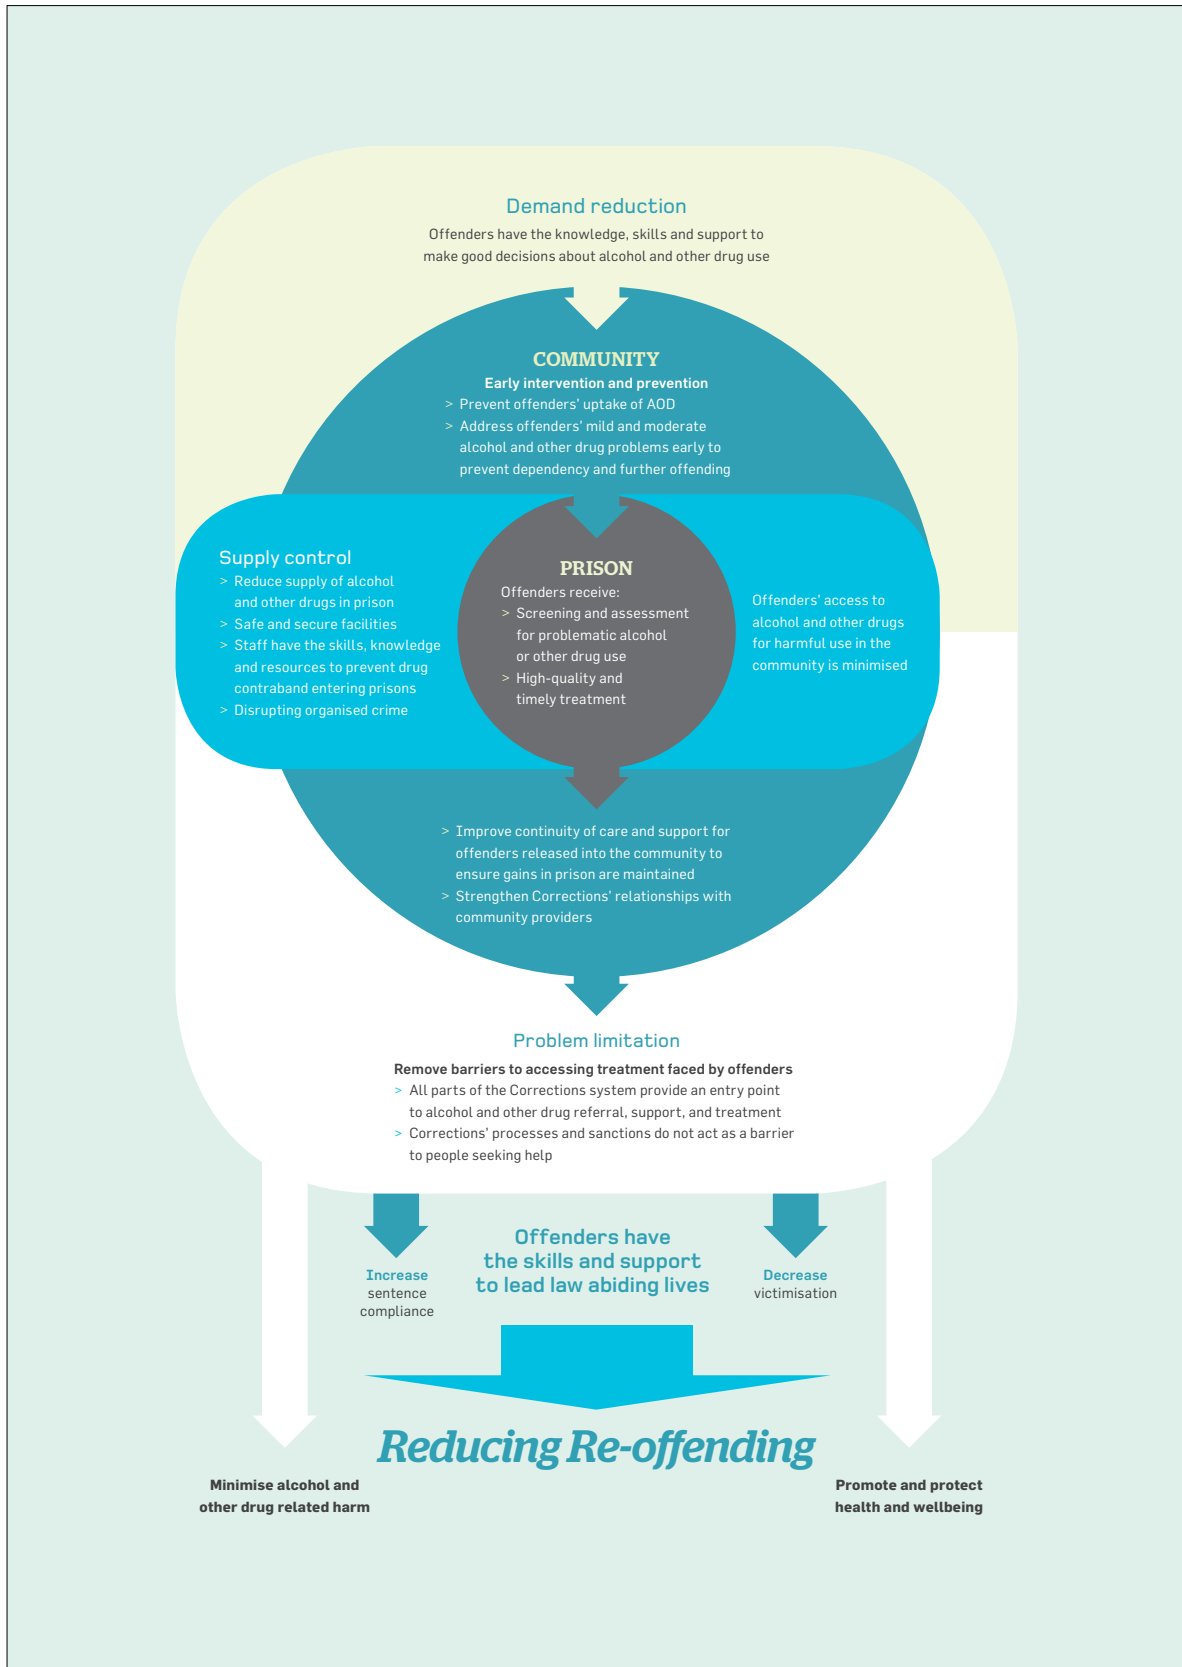 Demand reduction
Offenders have the knowledge, skills and support to
make good decisions about alcohol and other drug use
COMMUNITY
Early intervention and prevention
> Prevent offenders' uptake of AOD
> Address offenders' mild and moderate
alcohol and other drug problems early to
prevent dependency and further offending
Supply control
> Reduce supply of alcohol
and other drugs in prison
> Safe and secure facilities
> Staff have the skills, knowledge
and resources to prevent drug
contraband entering prisons
> Disrupting organised crime
PRISON
Offenders receive:
> Screening and assessment
for problematic alcohol
or other drug use
> High-quality and
timely treatment
Offenders' access to
alcohol and other drugs
for harmful use in the
community is minimised
> Improve continuity of care and support for
offenders released into the community to
ensure gains in prison are maintained
> Strengthen Corrections' relationships with
community providers
Problem limitation
Remove barriers to accessing treatment faced by offenders
> All parts of the Corrections system provide an entry point
to alcohol and other drug referral, support, and treatment
> Corrections' processes and sanctions do not act as a barrier
to people seeking help
Increase
sentence
compliance
Offenders have
the skills and support
to lead law abiding lives
Decrease
victimisation
Reducing Re-offending
Minimise alcohol and
other drug related harm
Promote and protect
health and wellbeing